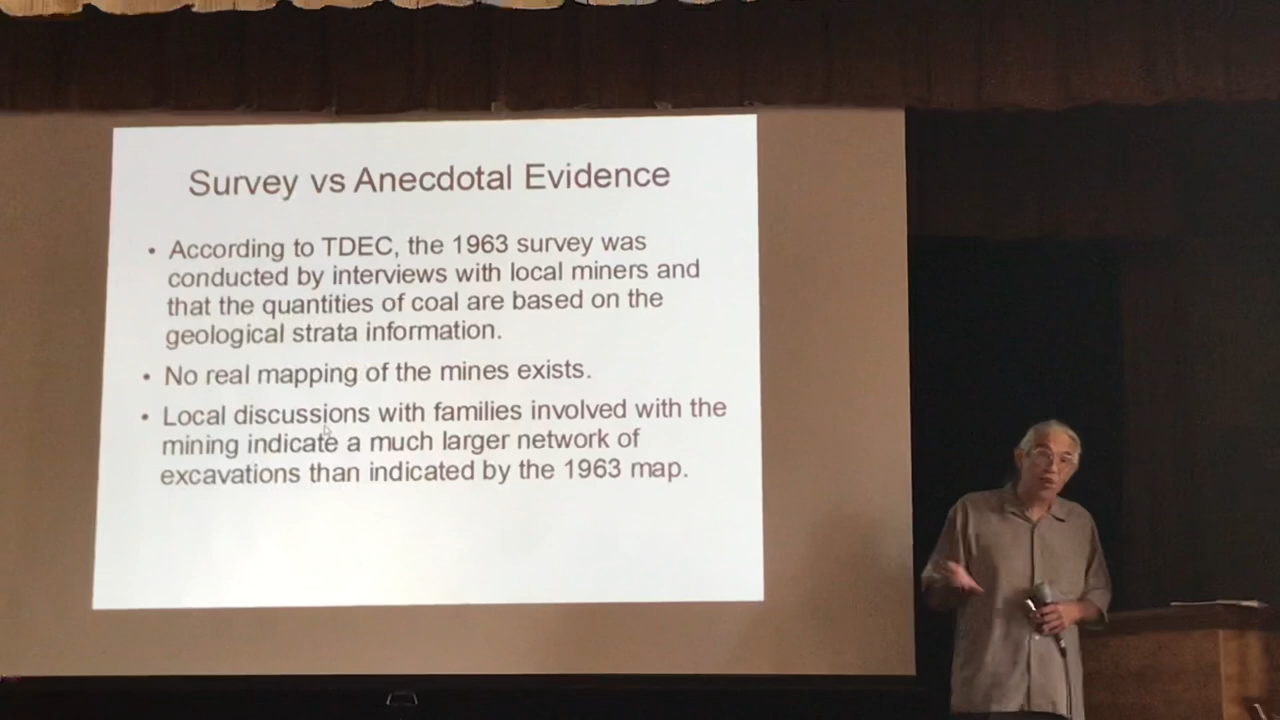 Survey vs Anecdotal Evidence
• According to TDEC, the 1963 survey was
conducted by interviews with local miners and
that the quantities of coal are based on the
geological strata information.
• No real mapping of the mines exists.
• Local discussions with families involved with the
mining indicate a much larger network of
excavations than indicated by the 1963 map.